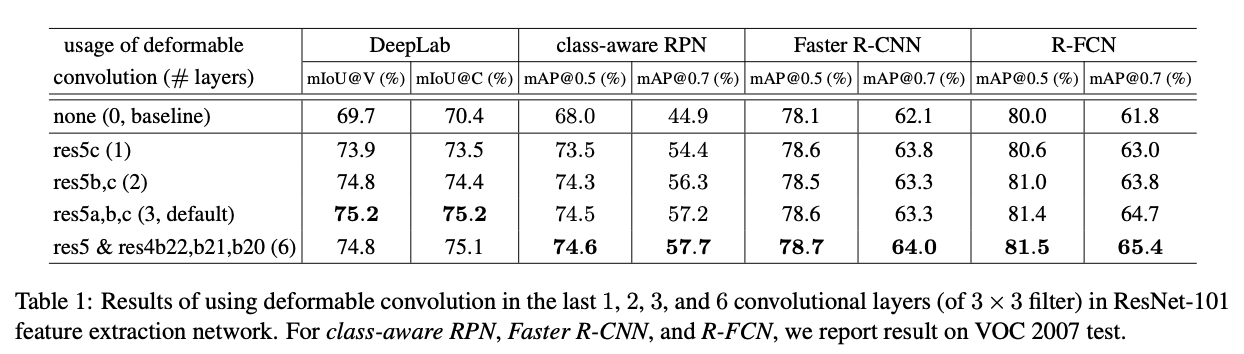 usage of deformable DeepLab class-aware RPN Faster R-CNN R-FCN
convolution (# layers) mIoU@V (%) mIoU@C (%) mAP@0.5 (%) mAP@0.7 (%) mAP@0.5 (%) mAP@0.7 (%) mAP@0.5 (%) mAP@0.7 (%)
none (0, baseline) 69.7 70.4 68.0 44.9 78.1 62.1 80.0 61.8
res5c (1) 73.9 73.5 73.5 54.4 78.6 63.8 80.6 63.0
res5b,c (2) 74.8 74.4 74.3 56.3 78.5 63.3 81.0 63.8
res5a,b,c (3, default) 75.2 75.2 74.5 57.2 78.6 63.3 81.4 64.7
res5 & res4b22,b21,b20 (6) 74.8 75.1 74.6 57.7 78.7 64.0 81.5 65.4
Table 1: Results of using deformable convolution in the last 1, 2, 3, and 6 convolutional layers (of 3 × 3 filter) in ResNet-101
feature extraction network. For class-aware RPN, Faster R-CNN, and R-FCN, we report result on VOC 2007 test.